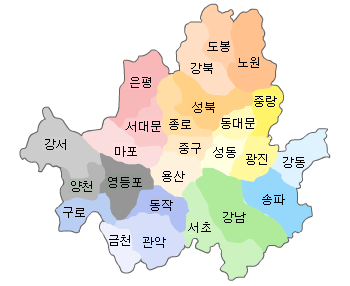 도봉
강북
노원
은평
성북
중랑
서대문
종로
동대문
강서
마포
중구
성동
광진
강동
양천
영등포
용산
구로
동작
서초
강남
송파
금천
관악